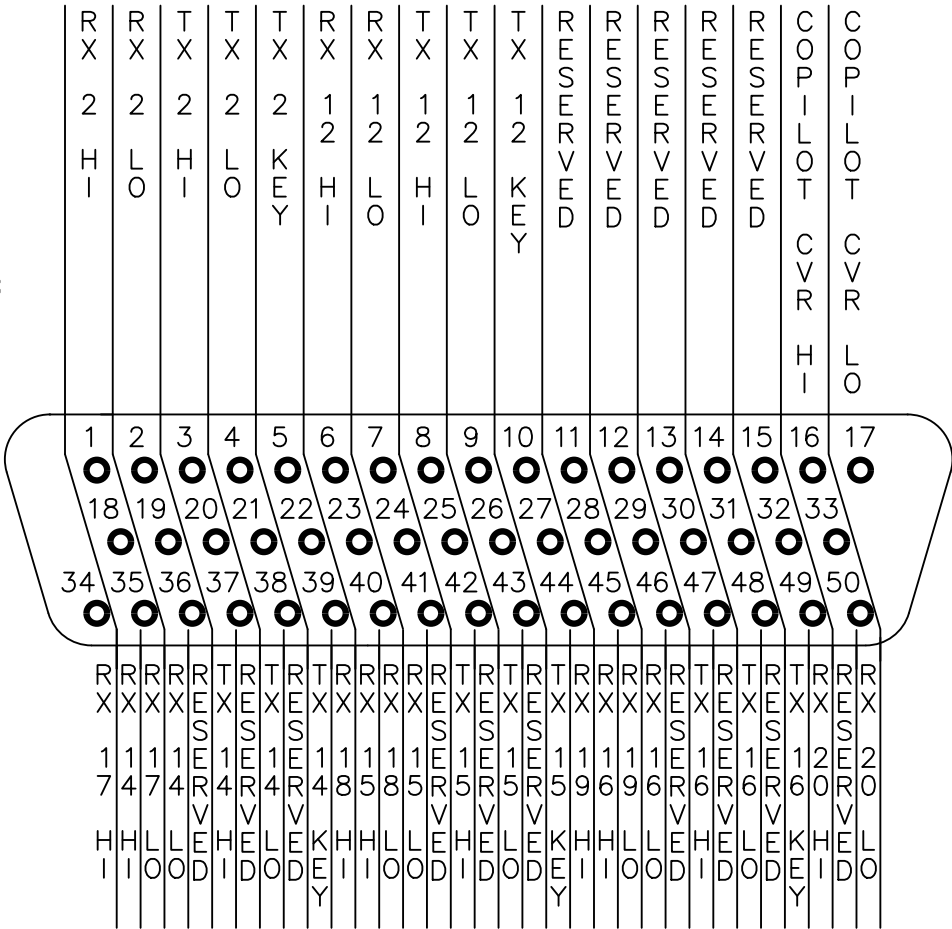 RX 2 HI
RX 2 LO
TX 2 HI
TX 2 LO
TX 2 KEY
RX 12 HI
RX 12 LO
TX 12 HI
TX 12 LO
TX 12 KEY
RESERVED
RESERVED
RESERVED
RESERVED
RESERVED
COPILOT CVR HI
COPILOT CVR LO
1 2 3 4 5 6 7 8 9 10 11 12 13 14 15 16 17
18 19 20 21 22 23 24 25 26 27 28 29 30 31 32 33
34 35 36 37 38 39 40 41 42 43 44 45 46 47 48 49 50
RX 17 HI
RX 14 HI
RX 17 LO
RX 14 LO
RESERVED
TX 14 HI
RESERVED
TX 14 LO
RESERVED
TX 14 KEY
RX 18 HI
RX 15 HI
RX 18 LO
RX 15 LO
RESERVED
TX 15 HI
RESERVED
TX 15 LO
RESERVED
TX 15 KEY
RX 19 HI
RX 16 HI
RX 19 LO
RX 16 LO
RESERVED
TX 16 HI
RESERVED
TX 16 LO
RESERVED
TX 16 KEY
RX 20 HI
RESERVED
RX 20 LO